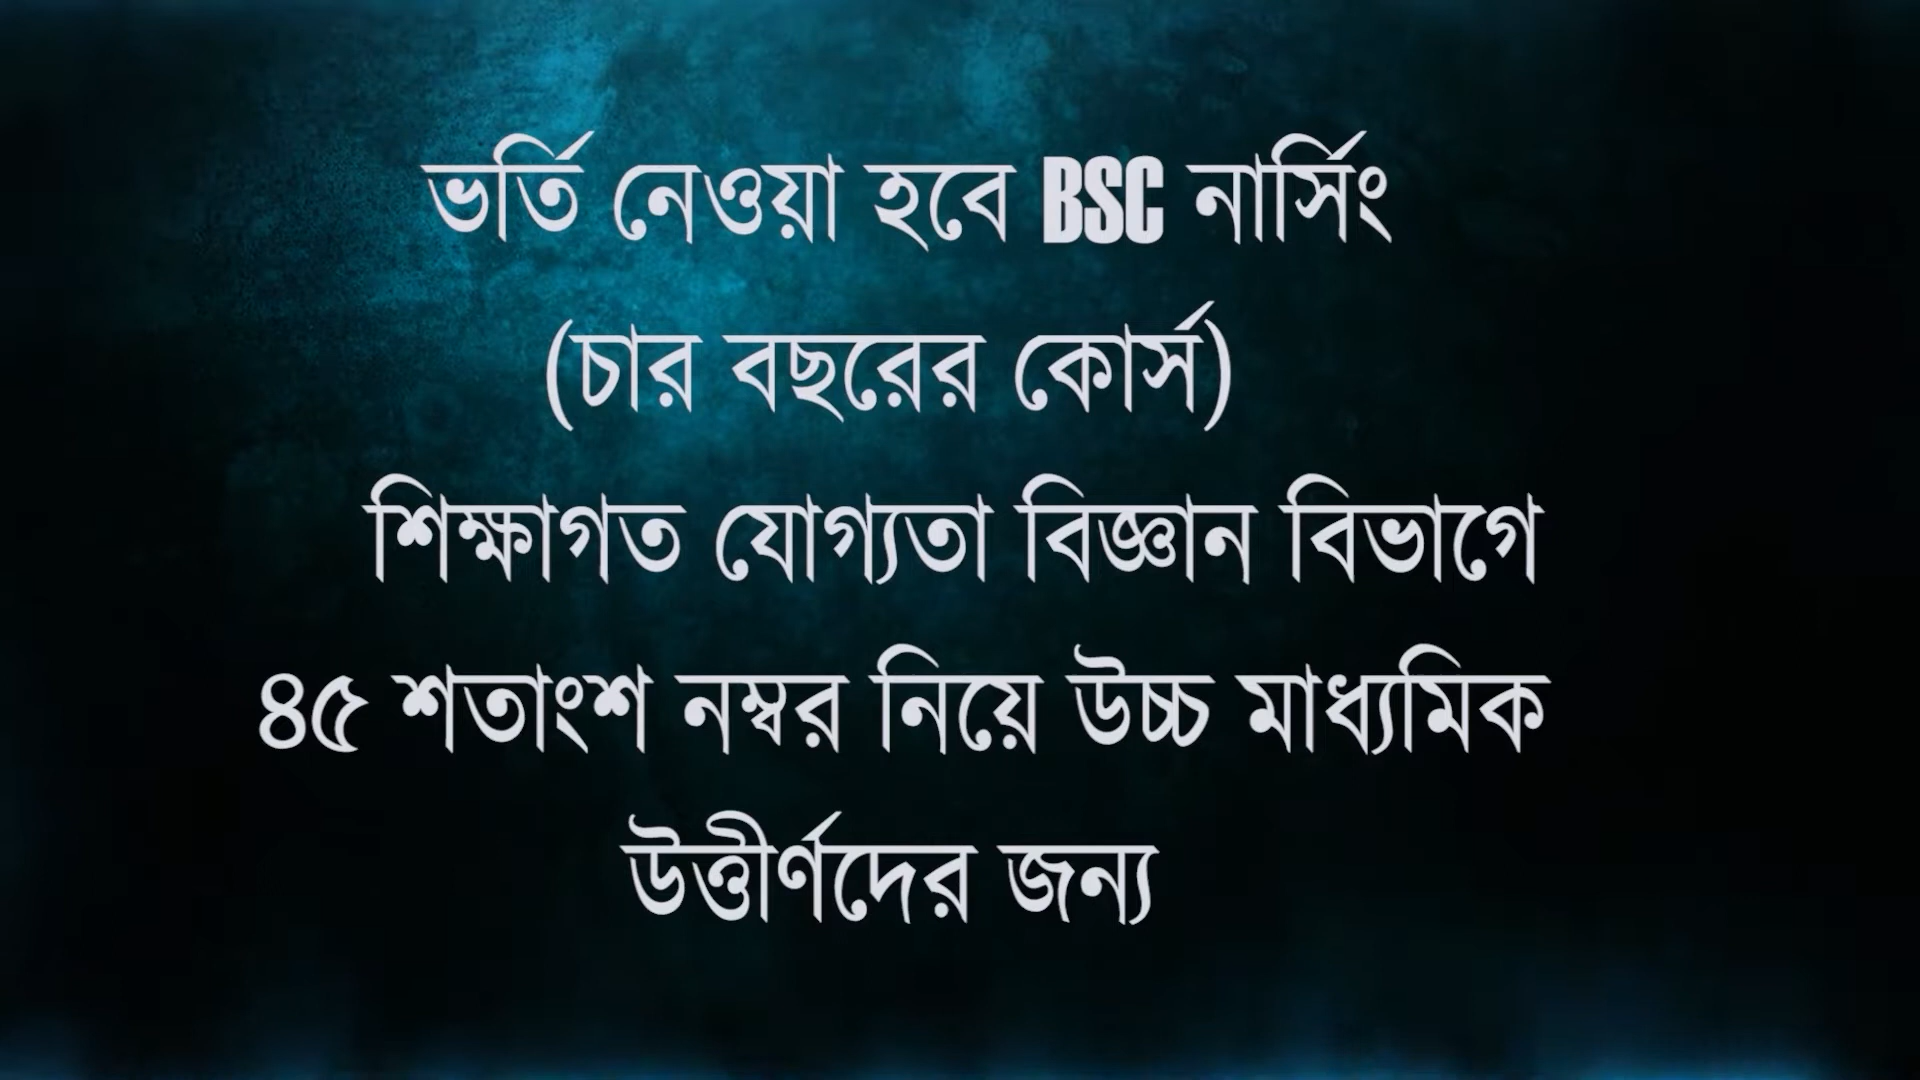 ভর্তি নেওয়া হবে BSC নার্সিং
(চার বছরের কোর্স)
শিক্ষাগত যোগ্যতা বিজ্ঞান বিভাগে
৪৫ শতাংশ নম্বর নিয়ে উচ্চ মাধ্যমিক
উত্তীর্ণদের জন্য